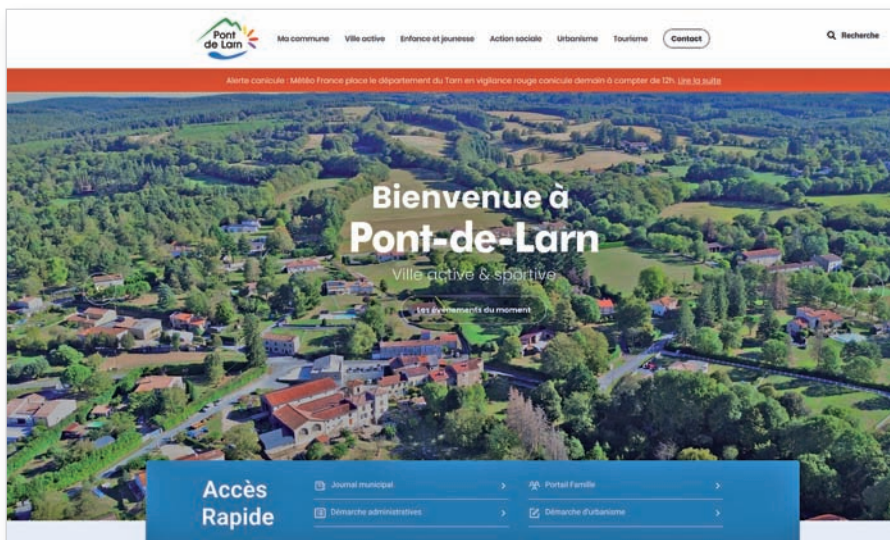 Pont
de Larn
Ma commune Ville active Enfance et jeunesse Action sociale Urbanisme Tourisme Contact Recherche
Alerte canicule : Météo France place le département du Tarn en vigilance rouge canicule demain à compter de 12h. Lire la suite
Bienvenue à
Pont-de-Larn
Ville active & sportive
Les évènements du moment
Accès
Rapide
Journal municipal
Portail Famille
Démarche administratives
Démarche d'urbanisme